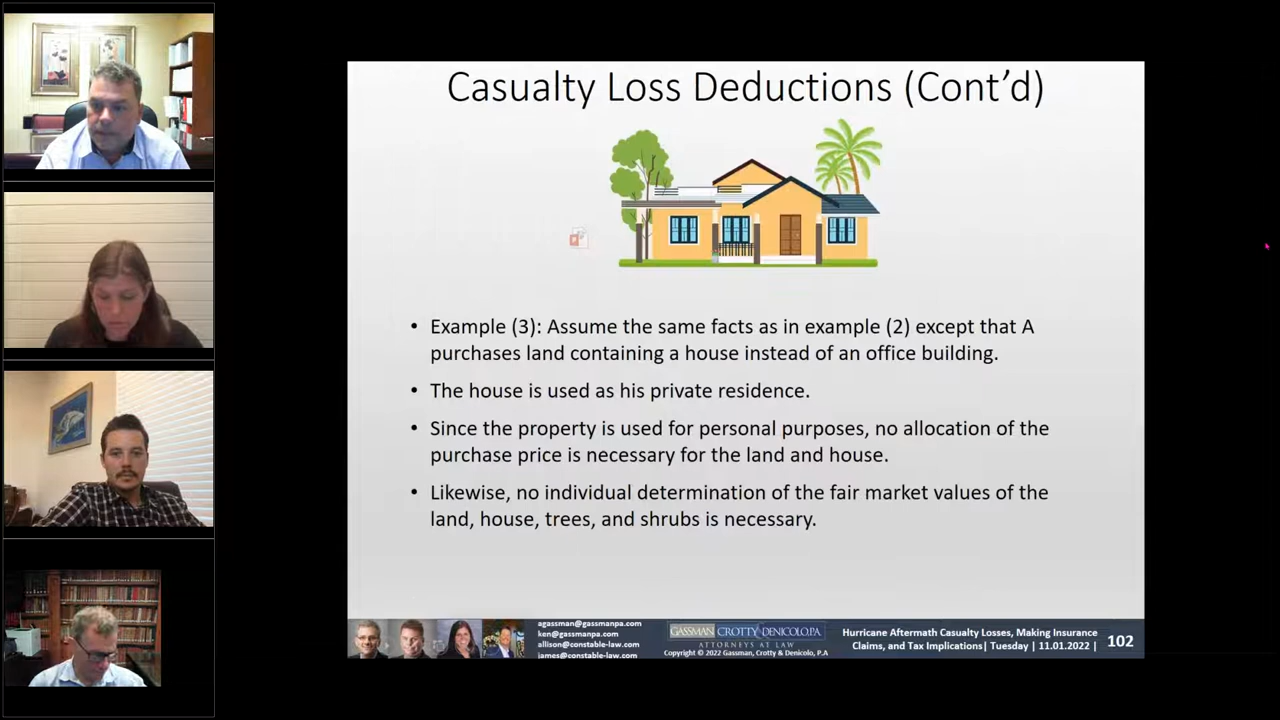 Casualty Loss Deductions (Cont’d)
• Example (3): Assume the same facts as in example (2) except that A
purchases land containing a house instead of an office building.
• The house is used as his private residence.
• Since the property is used for personal purposes, no allocation of the
purchase price is necessary for the land and house.
• Likewise, no individual determination of the fair market values of the
land, house, trees, and shrubs is necessary.
agassman@gassmanpa.com
ken@gassmanpa.com
allison@constable-law.com
james@constable-law.com
GASSMAN CROTTY DENICOLO, P.A.
ATTORNEYS AT LAW
Copyright © 2022 Gassman, Crotty & Denicolo, P.A
Hurricane Aftermath Casualty Losses, Making Insurance
Claims, and Tax Implications| Tuesday | 11.01.2022 |
102